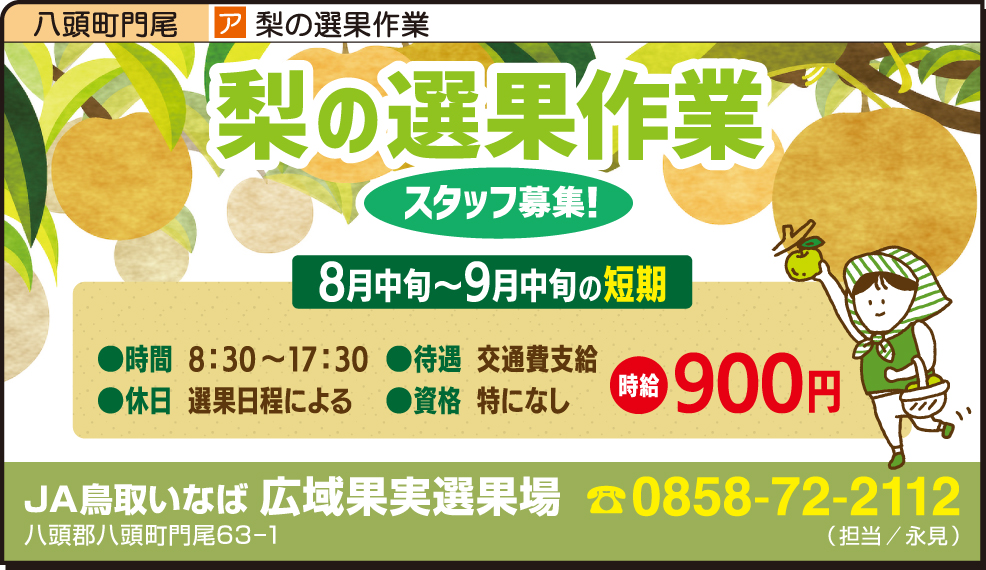 八頭町門尾 ア 梨の選果作業
梨の選果作業
スタッフ募集!
8月中旬～9月中旬の短期
●時間 8：30～17：30 ●待遇 交通費支給
●休日 選果日程による ●資格 特になし
時給900円
JA鳥取いなば 広域果実選果場 ☎0858-72-2112
八頭郡八頭町門尾63-1 （担当／永見）